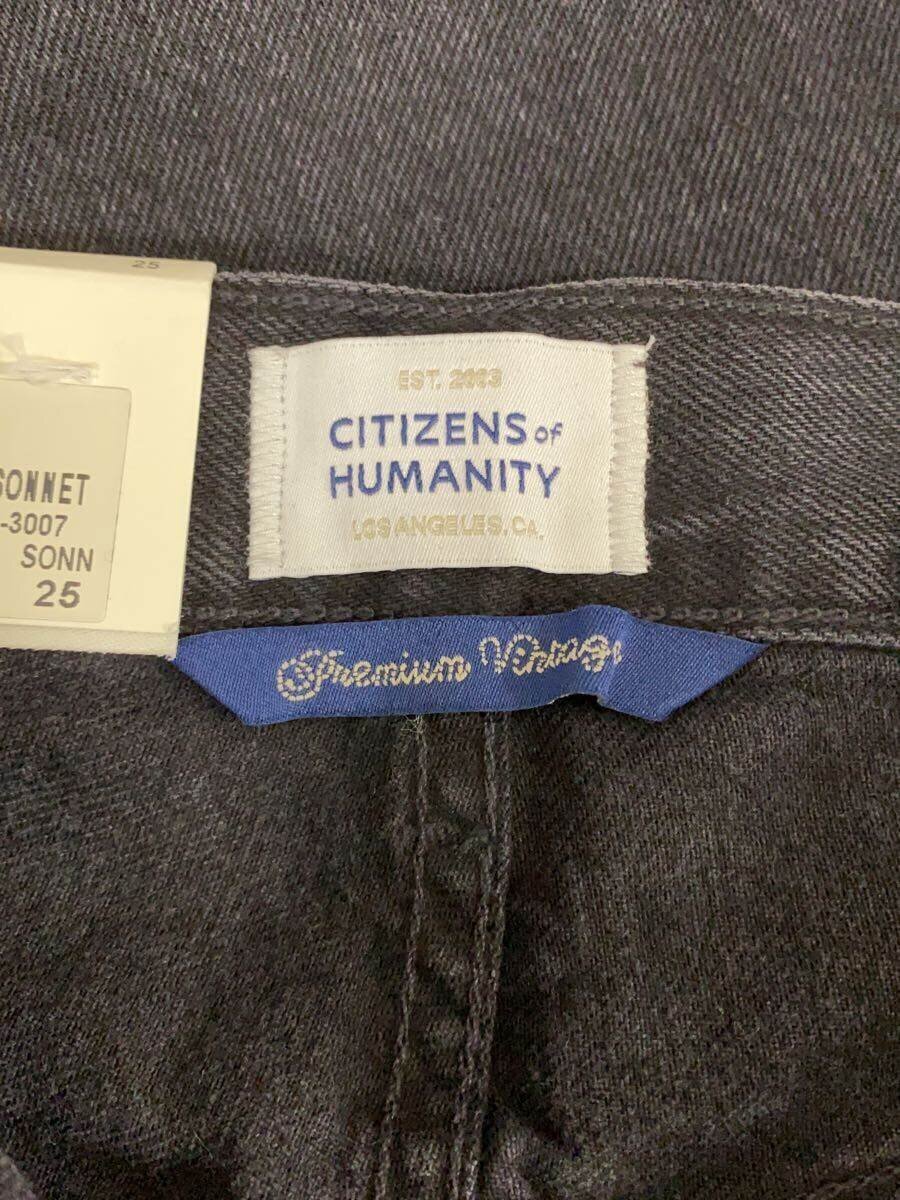 25
SONNET
-3007
SONN
25
EST. 2003
CITIZENS of
HUMANITY
LOS ANGELES, CA.
Premium Vintage